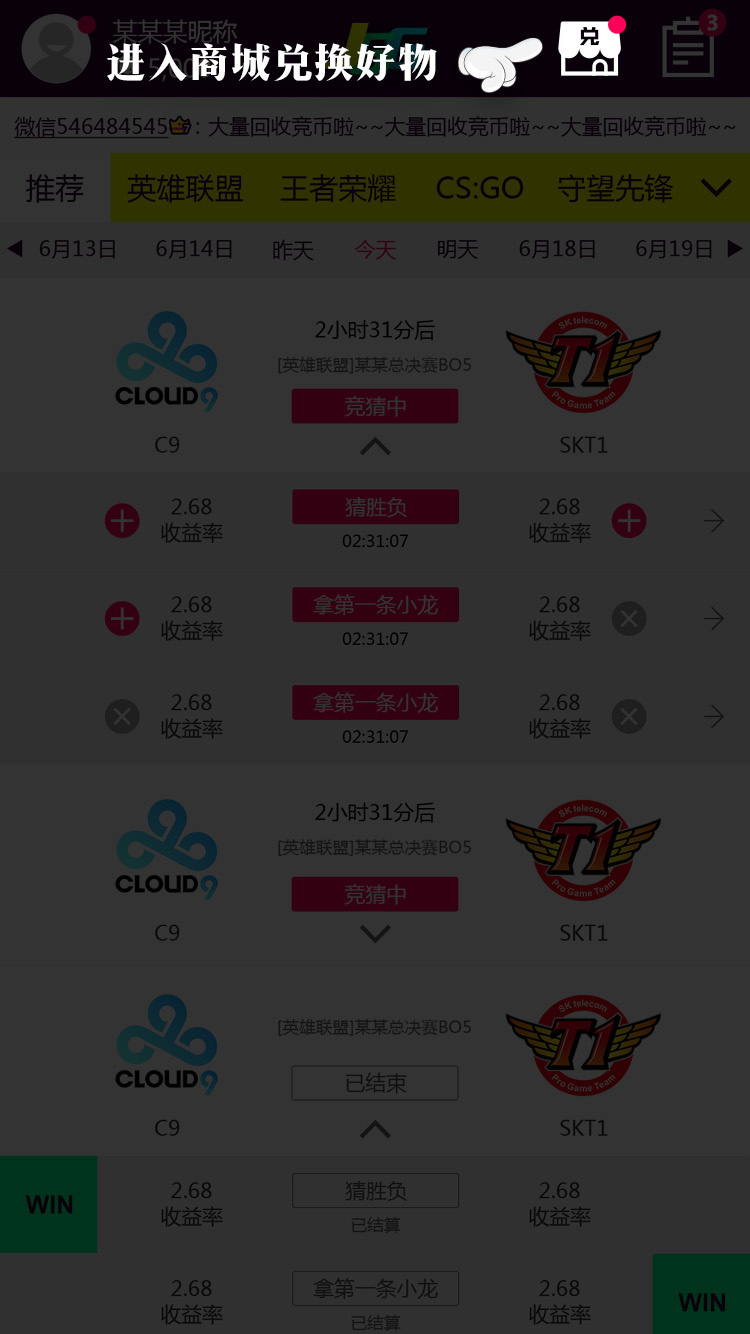 某某某昵称
进入商城兑换好物
兑
3
微信546484545：大量回收竞币啦~~大量回收竞币啦~~大量回收竞币啦~~
推荐 英雄联盟 王者荣耀 CS:GO 守望先锋
6月13日 6月14日 昨天 今天 明天 6月18日 6月19日
2小时31分后
[英雄联盟]某某总决赛BO5
竞猜中
CLOUD9
SK telecom
T1
Pro Game Team
C9 SKT1
2.68 猜胜负 2.68
收益率 02:31:07 收益率
2.68 拿第一条小龙 2.68
收益率 02:31:07 收益率
2.68 拿第一条小龙 2.68
收益率 02:31:07 收益率
2小时31分后
[英雄联盟]某某总决赛BO5
竞猜中
CLOUD9
SK telecom
T1
Pro Game Team
C9 SKT1
[英雄联盟]某某总决赛BO5
已结束
CLOUD9
SK telecom
T1
Pro Game Team
C9 SKT1
WIN
2.68 猜胜负 2.68
收益率 已结算 收益率
2.68 拿第一条小龙 2.68
收益率 已结算 收益率
WIN